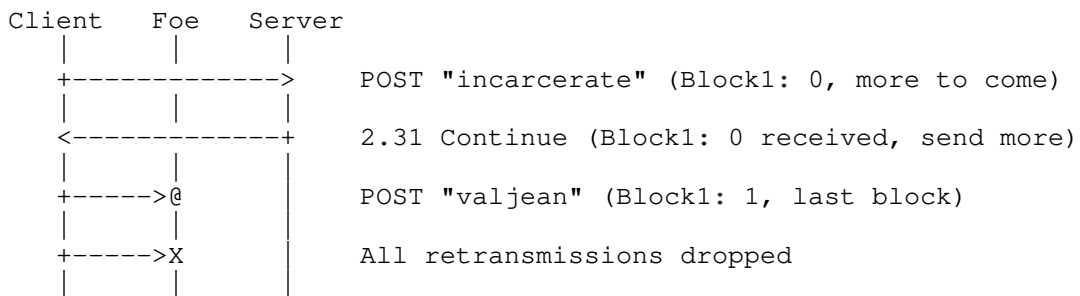 Client Foe Server
| | |
+-------------> POST "incarcerate" (Block1: 0, more to come)
| | |
<-------------+ 2.31 Continue (Block1: 0 received, send more)
| | |
+----->@ | POST "valjean" (Block1: 1, last block)
| | |
+----->X | All retransmissions dropped
| | |